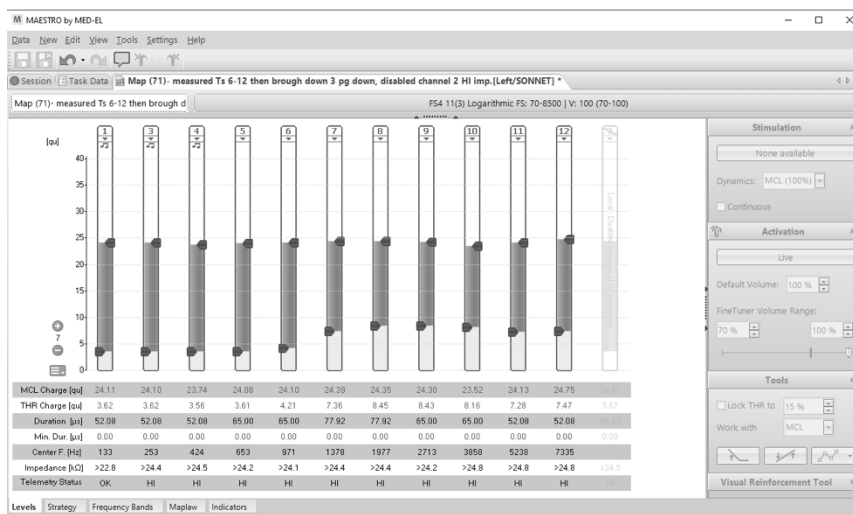 M MAESTRO by MED-EL
Data New Edit View Tools Settings Help
Session Task Data Map (71)- measured Ts 6-12 then brough down 3 pg down, disabled channel 2 HI imp.[Left/SONNET] *
Map (71)- measured Ts 6-12 then brough d FS4 11(3) Logarithmic FS: 70-8500 | V: 100 (70-100)
1 3 4 5 6 7 8 9 10 11 12
[qu]
40
35
30
25
20
15
10
5
0
7
MCL Charge [qu] 24.11 24.10 23.74 24.08 24.10 24.39 24.35 24.30 23.52 24.13 24.75
THR Charge [qu] 3.62 3.62 3.56 3.61 4.21 7.36 8.45 8.43 8.16 7.28 7.47 3.67
Duration [µs] 52.08 52.08 52.08 65.00 65.00 77.92 77.92 65.00 65.00 52.08 52.08
Min. Dur. [µs] 0.00 0.00 0.00 0.00 0.00 0.00 0.00 0.00 0.00 0.00 0.00 0.00
Center F. [Hz] 133 253 424 653 971 1378 1977 2713 3858 5238 7335
Impedance [kΩ] >22.8 >24.4 >24.5 >24.2 >24.1 >24.4 >24.4 >24.2 >24.8 >24.8 >24.8 >24.5
Telemetry Status OK HI HI HI HI HI HI HI HI HI HI HI
Levels Strategy Frequency Bands Maplaw Indicators
Stimulation
None available
Dynamics: MCL (100%)
Continuous
Activation
Live
Default Volume: 100 %
FineTuner Volume Range:
70 % 100 %
Tools
Lock THR to 15 %
Work with MCL
Visual Reinforcement Tool